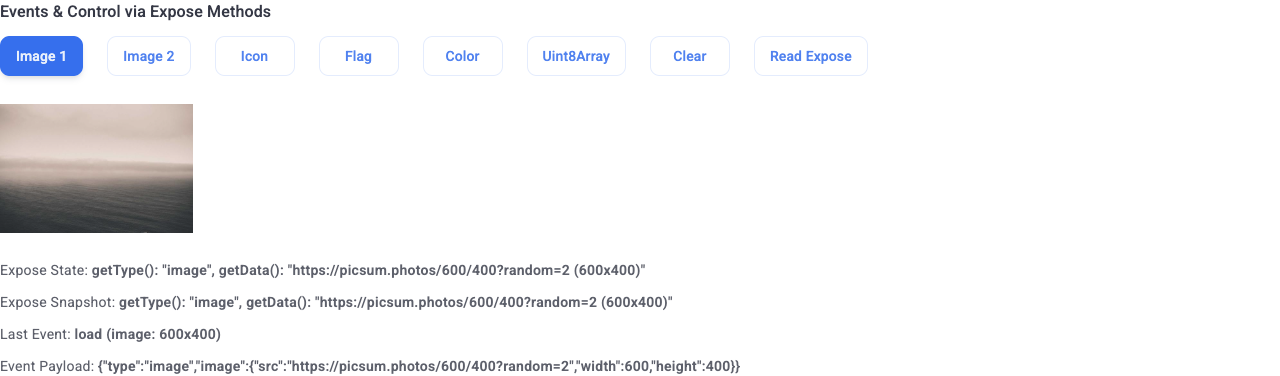 Events & Control via Expose Methods
Image 1 Image 2 Icon Flag Color Uint8Array Clear Read Expose
Expose State: getType(): "image", getData(): "https://picsum.photos/600/400?random=2 (600x400)"
Expose Snapshot: getType(): "image", getData(): "https://picsum.photos/600/400?random=2 (600x400)"
Last Event: load (image: 600x400)
Event Payload: {"type":"image","image":{"src":"https://picsum.photos/600/400?random=2","width":600,"height":400}}